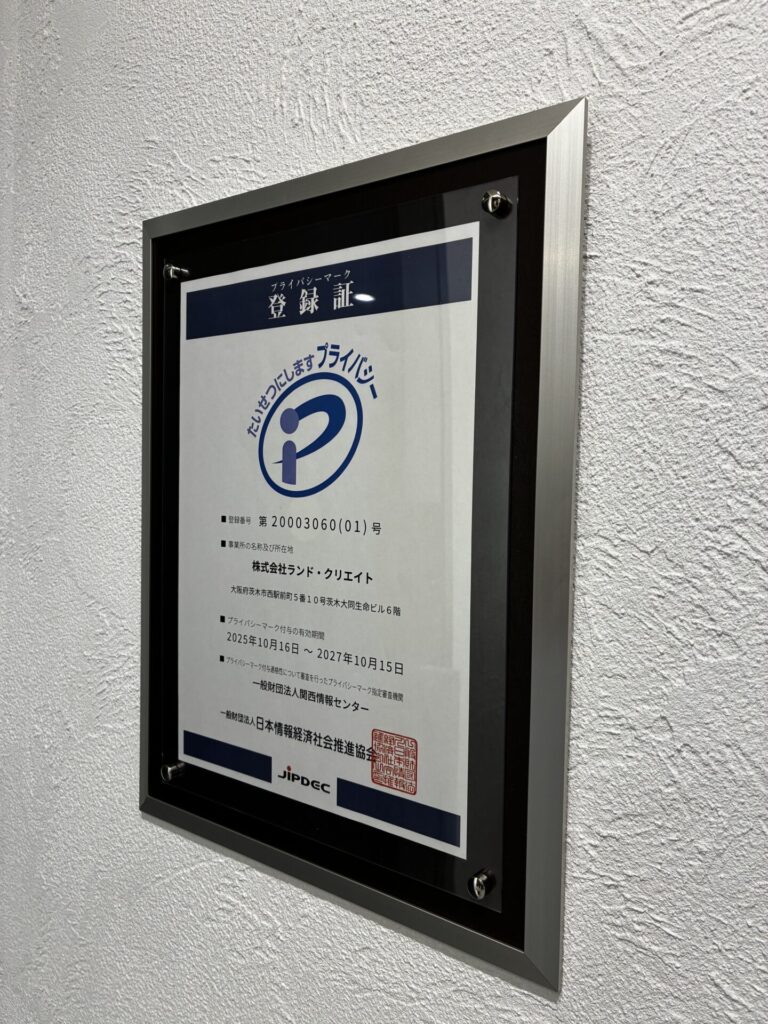 プライバシーマーク
登録証
たいせつにしますプライバシー
■ 登録番号 第20003060(01)号
■ 事業所の名称及び所在地
株式会社ランド・クリエイト
大阪府茨木市西駅前町5番10号茨木大同生命ビル6階
■ プライバシーマーク付与の有効期間
2025年10月16日 ～ 2027年10月15日
■ プライバシーマーク付与適格性について審査を行ったプライバシーマーク指定審査機関
一般財団法人関西情報センター
一般財団法人日本情報経済社会推進協会
JIPDEC